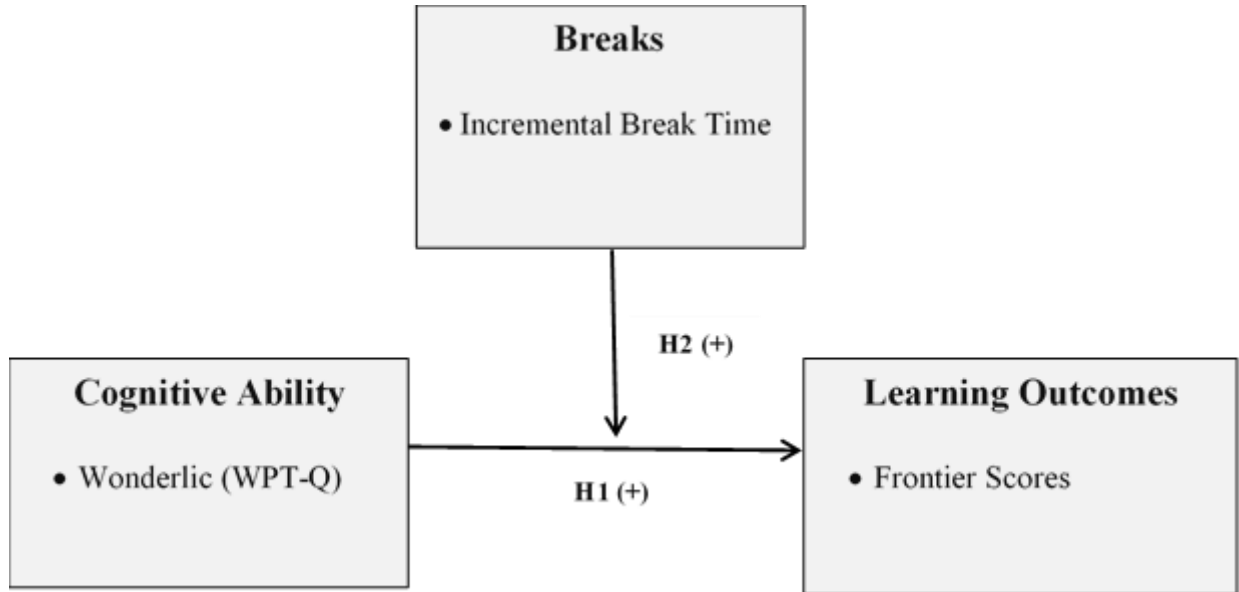 Breaks
• Incremental Break Time
H2 (+)
Cognitive Ability
• Wonderlic (WPT-Q)
H1 (+)
Learning Outcomes
• Frontier Scores